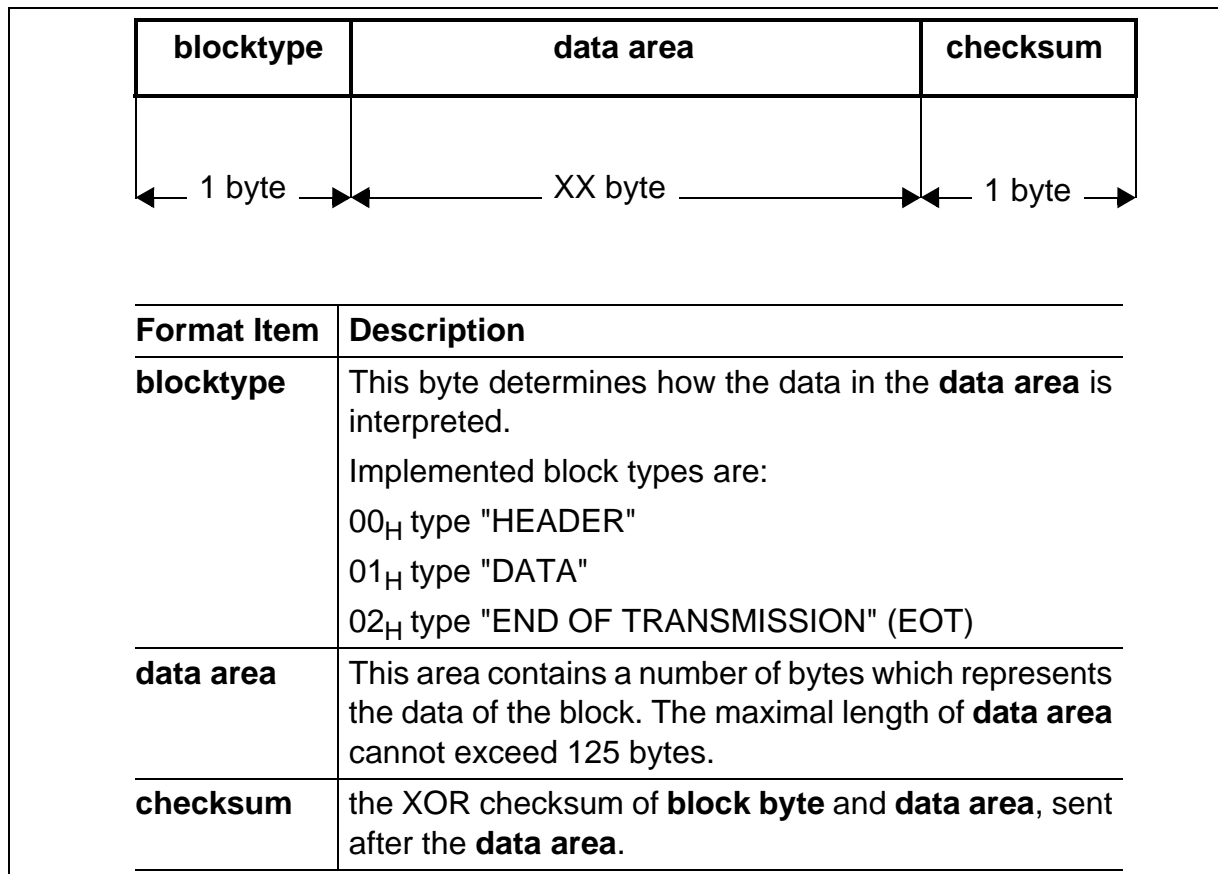 blocktype data area checksum
1 byte XX byte 1 byte
Format Item Description
blocktype This byte determines how the data in the data area is
interpreted.
Implemented block types are:
00H type "HEADER"
01H type "DATA"
02H type "END OF TRANSMISSION" (EOT)
data area This area contains a number of bytes which represents
the data of the block. The maximal length of data area
cannot exceed 125 bytes.
checksum the XOR checksum of block byte and data area, sent
after the data area.